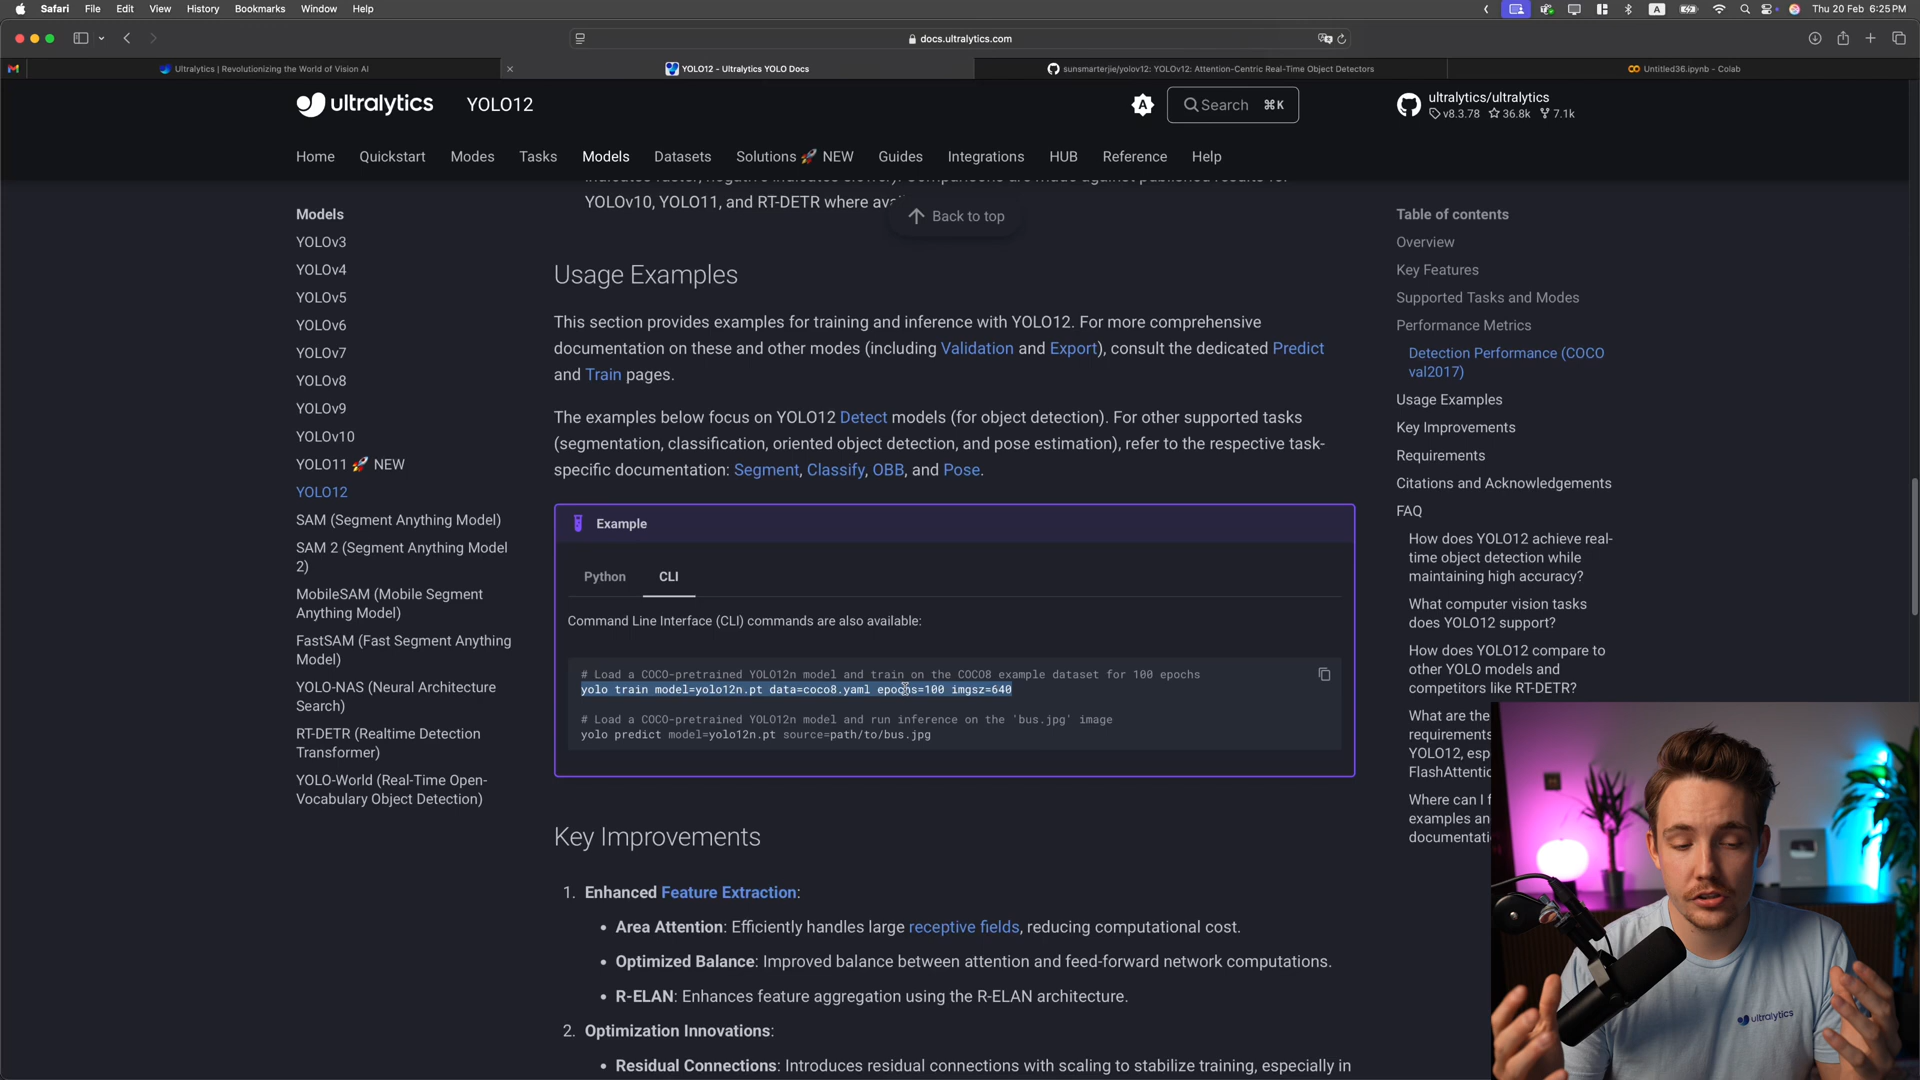 Safari File Edit View History Bookmarks Window Help
A
Thu 20 Feb 6:25 PM
docs.ultralytics.com
Ultralytics | Revolutionizing the World of Vision AI
YOLO12 - Ultralytics YOLO Docs
sunsmarterjie/yolov12: YOLOv12: Attention-Centric Real-Time Object Detectors
Untitled36.ipynb - Colab
ultralytics YOLO12
Search ⌘K
ultralytics/ultralytics
v8.3.78 36.8k 7.1k
Home Quickstart Modes Tasks Models Datasets Solutions 🚀 NEW Guides Integrations HUB Reference Help
YOLOv10, YOLO11, and RT-DETR where
Back to top
Models
YOLOv3
YOLOv4
YOLOv5
YOLOv6
YOLOv7
YOLOv8
YOLOv9
YOLOv10
YOLO11 🚀 NEW
YOLO12
SAM (Segment Anything Model)
SAM 2 (Segment Anything Model
2)
MobileSAM (Mobile Segment
Anything Model)
FastSAM (Fast Segment Anything
Model)
YOLO-NAS (Neural Architecture
Search)
RT-DETR (Realtime Detection
Transformer)
YOLO-World (Real-Time Open-
Vocabulary Object Detection)
Usage Examples
This section provides examples for training and inference with YOLO12. For more comprehensive
documentation on these and other modes (including Validation and Export), consult the dedicated Predict
and Train pages.
The examples below focus on YOLO12 Detect models (for object detection). For other supported tasks
(segmentation, classification, oriented object detection, and pose estimation), refer to the respective task-
specific documentation: Segment, Classify, OBB, and Pose.
Example
Python CLI
Command Line Interface (CLI) commands are also available:
# Load a COCO-pretrained YOLO12n model and train on the COCO8 example dataset for 100 epochs
yolo train model=yolo12n.pt data=coco8.yaml epochs=100 imgsz=640
# Load a COCO-pretrained YOLO12n model and run inference on the 'bus.jpg' image
yolo predict model=yolo12n.pt source=path/to/bus.jpg
Key Improvements
1. Enhanced Feature Extraction:
• Area Attention: Efficiently handles large receptive fields, reducing computational cost.
• Optimized Balance: Improved balance between attention and feed-forward network computations.
• R-ELAN: Enhances feature aggregation using the R-ELAN architecture.
2. Optimization Innovations:
• Residual Connections: Introduces residual connections with scaling to stabilize training, especially in
Table of contents
Overview
Key Features
Supported Tasks and Modes
Performance Metrics
Detection Performance (COCO
val2017)
Usage Examples
Key Improvements
Requirements
Citations and Acknowledgements
FAQ
How does YOLO12 achieve real-
time object detection while
maintaining high accuracy?
What computer vision tasks
does YOLO12 support?
How does YOLO12 compare to
other YOLO models and
competitors like RT-DETR?
What are the
requirements
YOLO12,
Where can I
examples
ultralytics